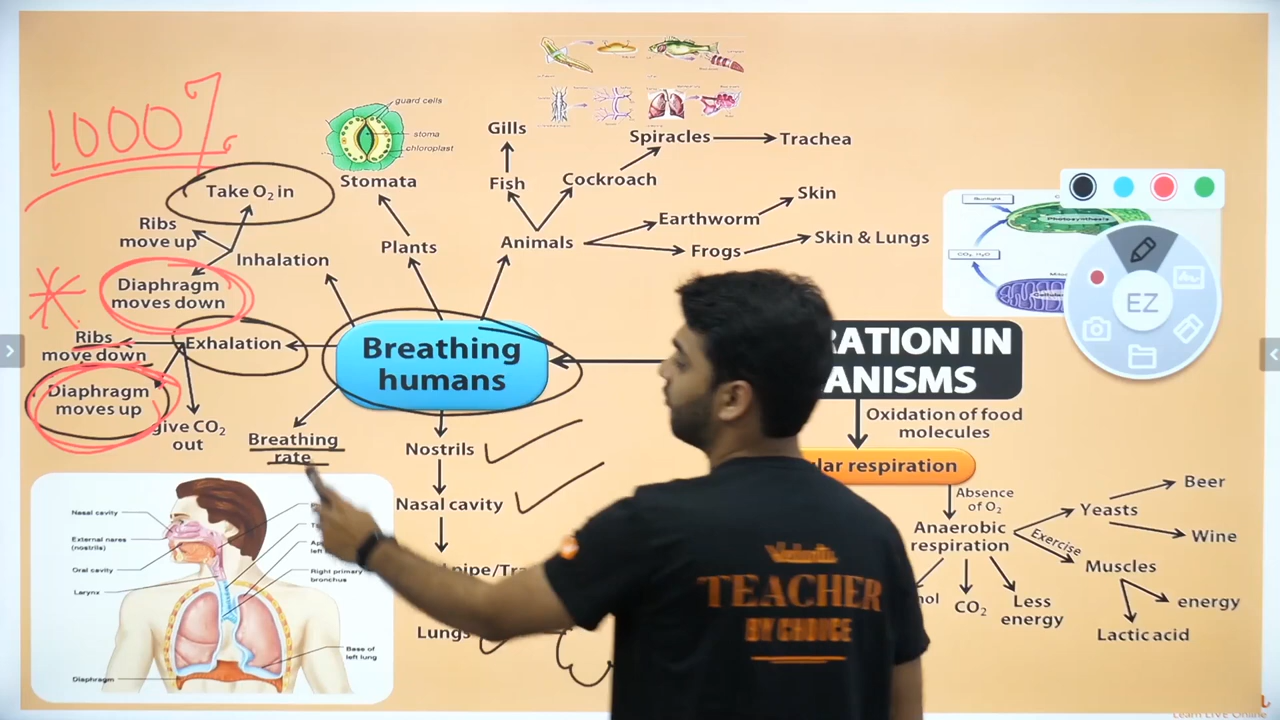 1000%
guard cells
stoma
chloroplast
Stomata
Gills
Fish
Spiracles
Trachea
Cockroach
Skin
Earthworm
Animals
Frogs
Skin & Lungs
Plants
Take O₂ in
Ribs
move up
Inhalation
Diaphragm
moves down
Ribs
move down
Exhalation
Diaphragm
moves up
give CO₂
out
Breathing
humans
Breathing
rate
Nostrils
Nasal cavity
Lungs
RATION IN
ANISMS
Oxidation of food
molecules
lar respiration
Absence
of O₂
Anaerobic
respiration
CO₂
Less
energy
Exercise
Yeasts
Beer
Wine
Muscles
energy
Lactic acid
Photosynthesis
EZ
Nasal cavity
External nares
(nostrils)
Oral cavity
Larynx
Right primary
bronchus
Base of
left lung
Diaphragm
TEACHER
BY CHOICE
Learn LIVE Online